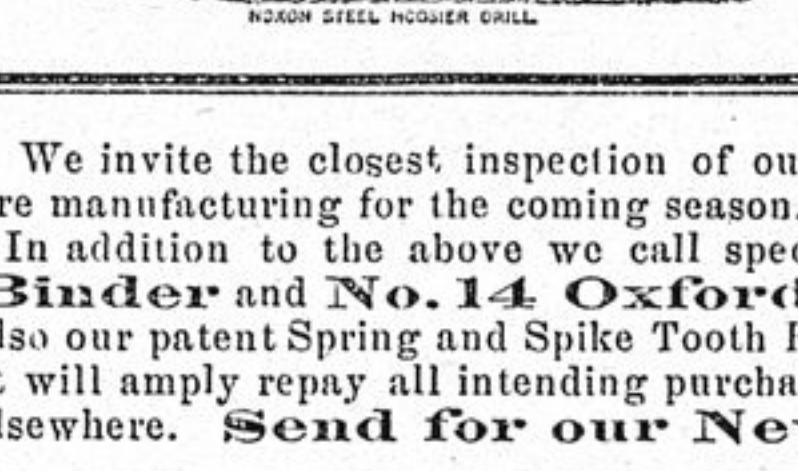 NOXON STEEL HOOSIER DRILL.
We invite the closest inspection of ou
re manufacturing for the coming season.
In addition to the above we call spec
Binder and No. 14 Oxford
lso our patent Spring and Spike Tooth
will amply repay all intending purcha
lsewhere. Send for our Ne